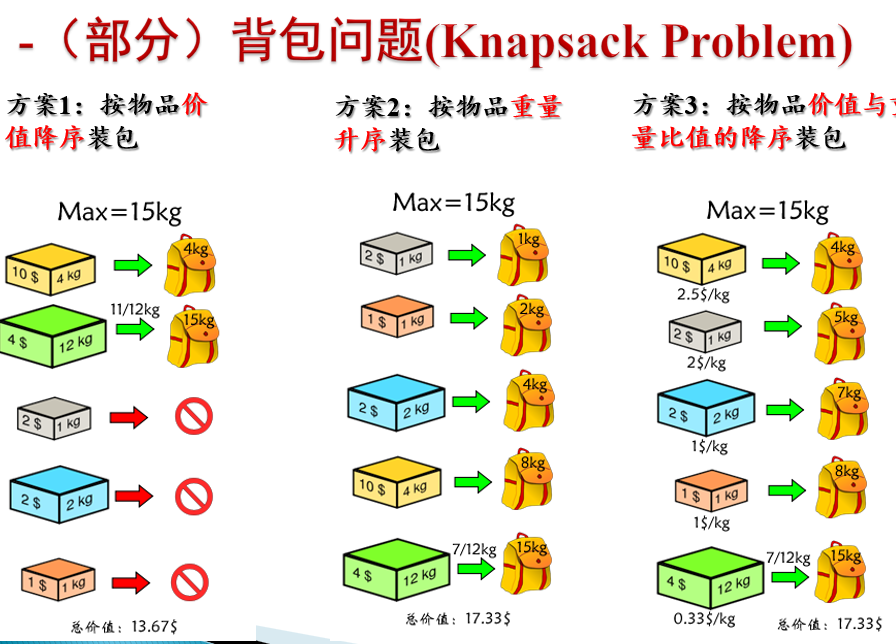 -（部分）背包问题(Knapsack Problem)
方案1：按物品价
值降序装包
Max=15kg
10 $ 4 kg
4kg
4 $ 12 kg
11/12kg
15kg
2 $ 1 kg
2 $ 2 kg
1 $ 1 kg
总价值：13.67$
方案2：按物品重量
升序装包
Max=15kg
2 $ 1 kg
1kg
1 $ 1 kg
2kg
2 $ 2 kg
4kg
10 $ 4 kg
8kg
4 $ 12 kg
7/12kg
15kg
总价值：17.33$
方案3：按物品价值与重
量比值的降序装包
Max=15kg
10 $ 4 kg
4kg
2.5$/kg
2 $ 1 kg
5kg
2$/kg
2 $ 2 kg
7kg
1$/kg
1 $ 1 kg
8kg
1$/kg
4 $ 12 kg
7/12kg
15kg
0.33$/kg
总价值：17.33$